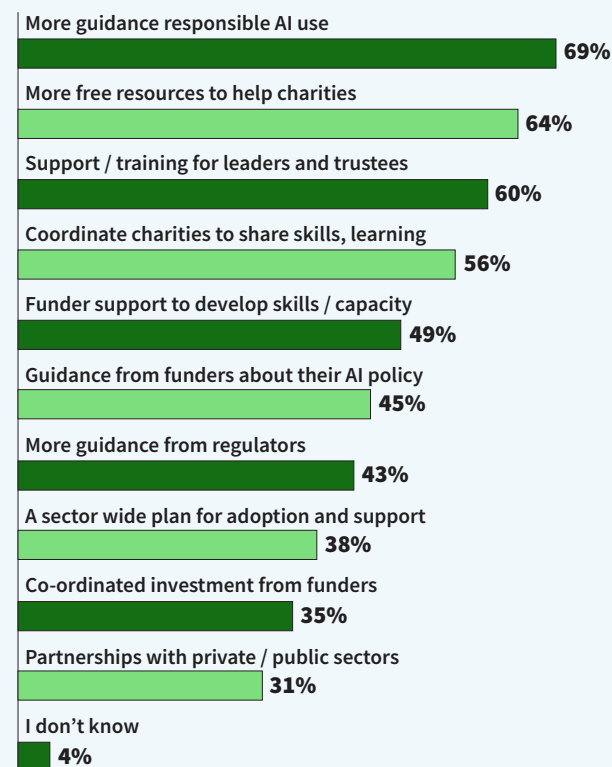 More guidance responsible AI use
69%
More free resources to help charities
64%
Support / training for leaders and trustees
60%
Coordinate charities to share skills, learning
56%
Funder support to develop skills / capacity
49%
Guidance from funders about their AI policy
45%
More guidance from regulators
43%
A sector wide plan for adoption and support
38%
Co-ordinated investment from funders
35%
Partnerships with private / public sectors
31%
I don’t know
4%